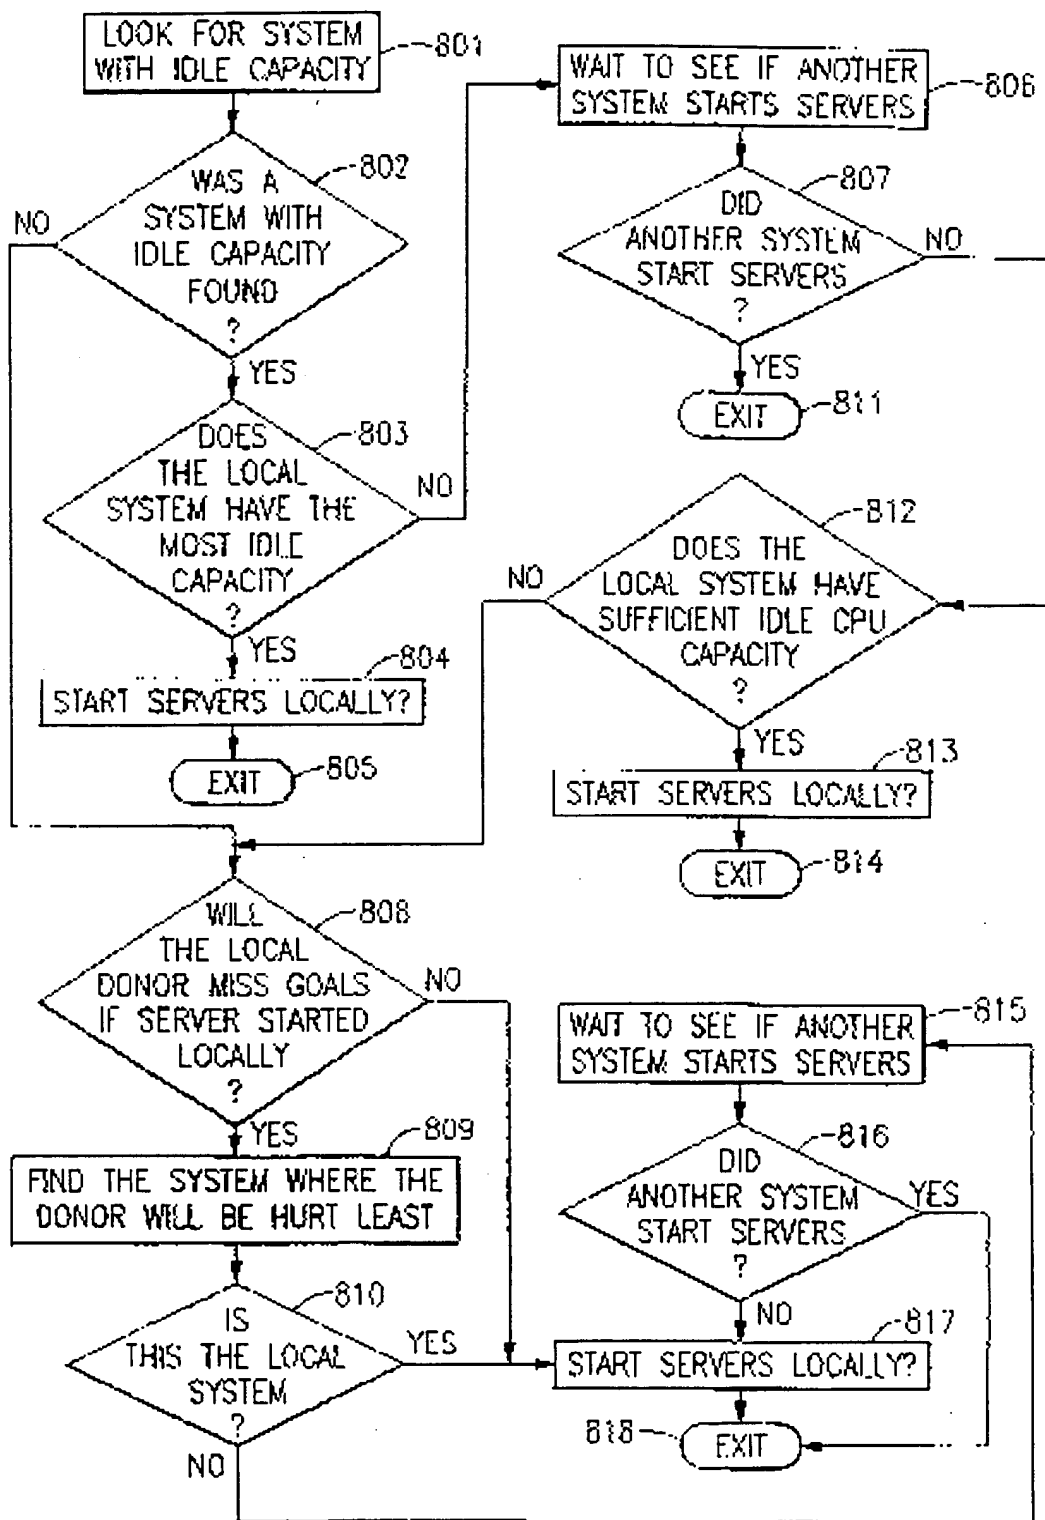 LOOK FOR SYSTEM
WITH IDLE CAPACITY
801
802
WAS A
SYSTEM WITH
IDLE CAPACITY
FOUND
?
NO
YES
803
DOES
THE LOCAL
SYSTEM HAVE THE
MOST IDLE
CAPACITY
?
NO
YES
804
START SERVERS LOCALLY?
EXIT
805
WAIT TO SEE IF ANOTHER
SYSTEM STARTS SERVERS
806
807
DID
ANOTHER SYSTEM
START SERVERS
?
NO
YES
EXIT
811
812
DOES THE
LOCAL SYSTEM HAVE
SUFFICIENT IDLE CPU
CAPACITY
?
NO
YES
813
START SERVERS LOCALLY?
EXIT
814
808
WILL
THE LOCAL
DONOR MISS GOALS
IF SERVER STARTED
LOCALLY
?
NO
YES
809
FIND THE SYSTEM WHERE THE
DONOR WILL BE HURT LEAST
810
IS
THIS THE LOCAL
SYSTEM
?
YES
NO
WAIT TO SEE IF ANOTHER
SYSTEM STARTS SERVERS
815
816
DID
ANOTHER SYSTEM
START SERVERS
?
YES
NO
817
START SERVERS LOCALLY?
818
EXIT